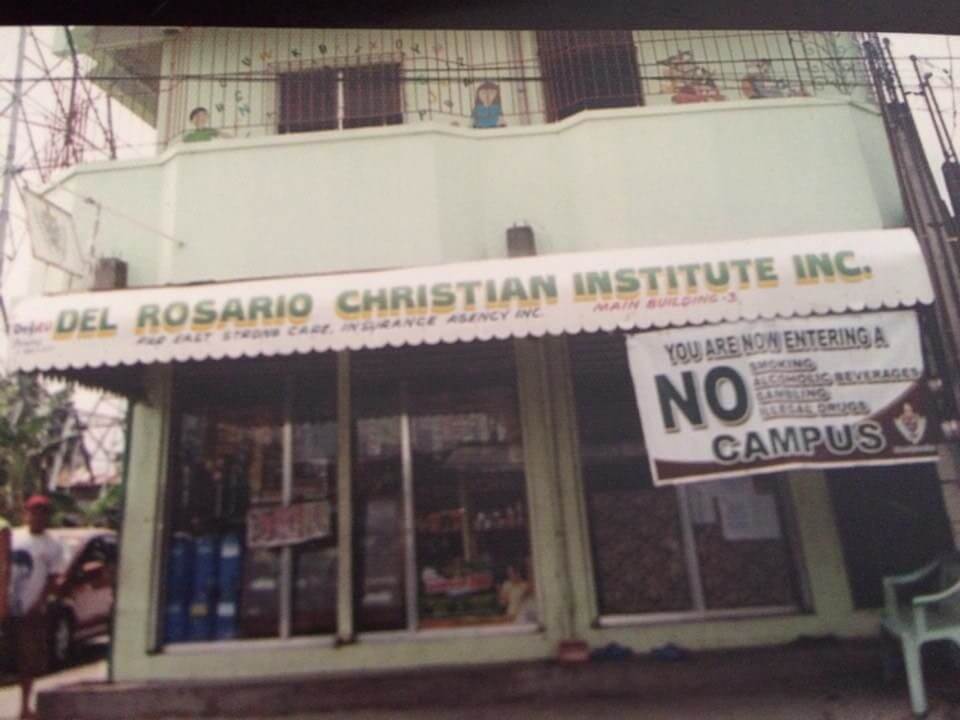 DEL ROSARIO CHRISTIAN INSTITUTE INC.
FAR EAST STRONG CARE, INSURANCE AGENCY INC.
MAIN BUILDING-3
YOU ARE NOW ENTERING A
NO
SMOKING
ALCOHOLIC BEVERAGES
GAMBLING
ILLEGAL DRUGS
CAMPUS